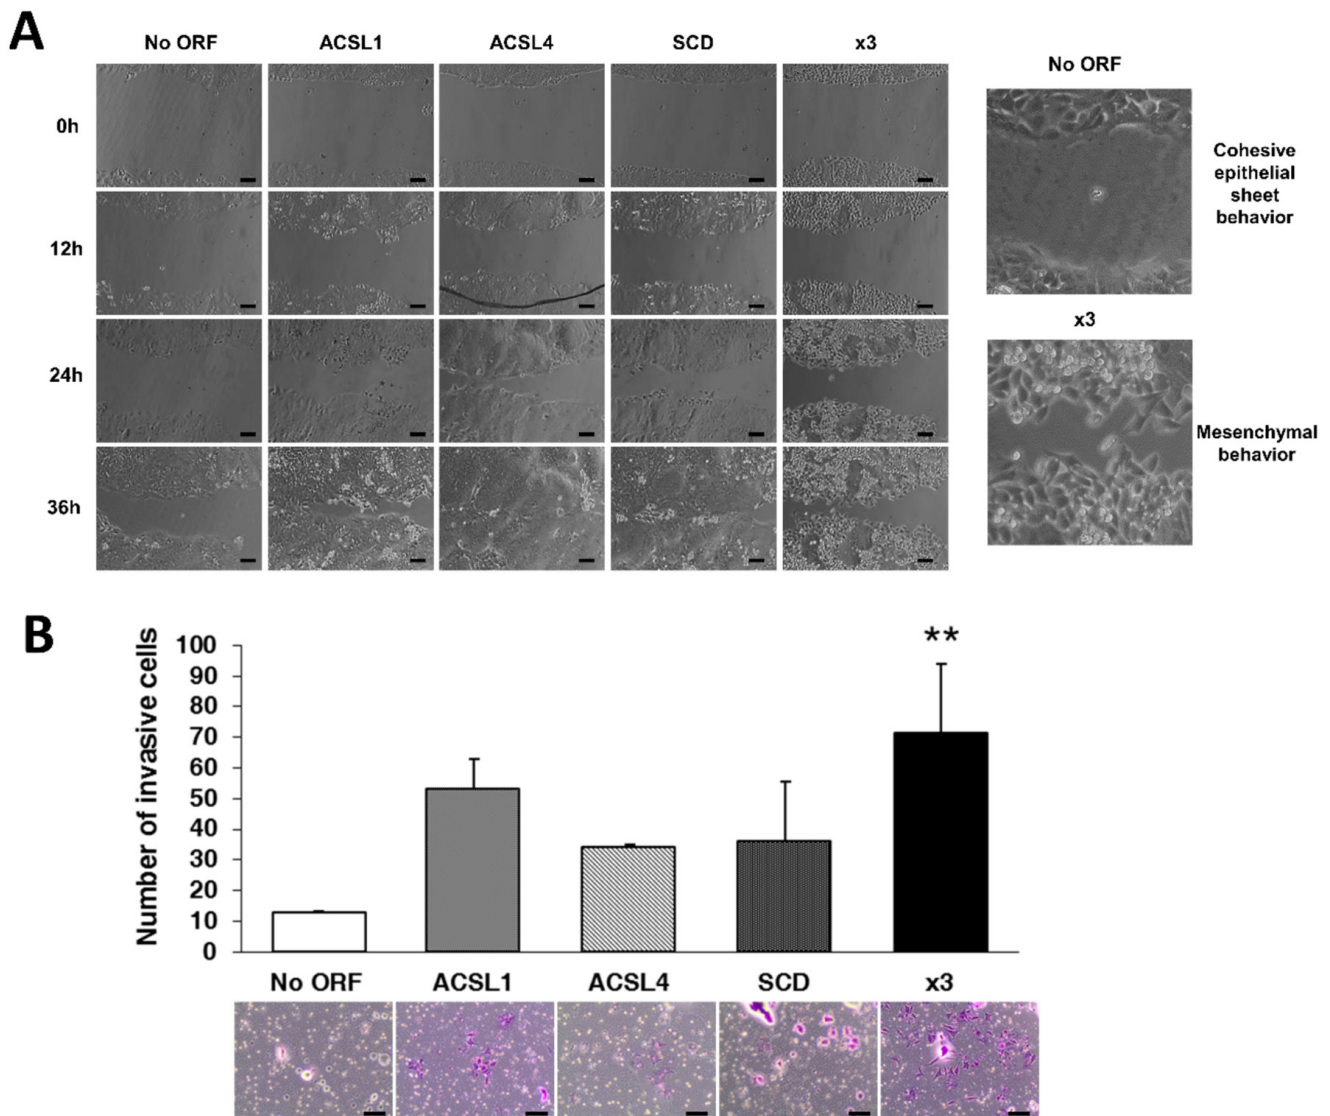 A
No ORF ACSL1 ACSL4 SCD x3
0h
12h
24h
36h
No ORF
Cohesive
epithelial
sheet
behavior
x3
Mesenchymal
behavior
B
Number of invasive cells
100
90
80
70
60
50
40
30
20
10
0
**
No ORF ACSL1 ACSL4 SCD x3